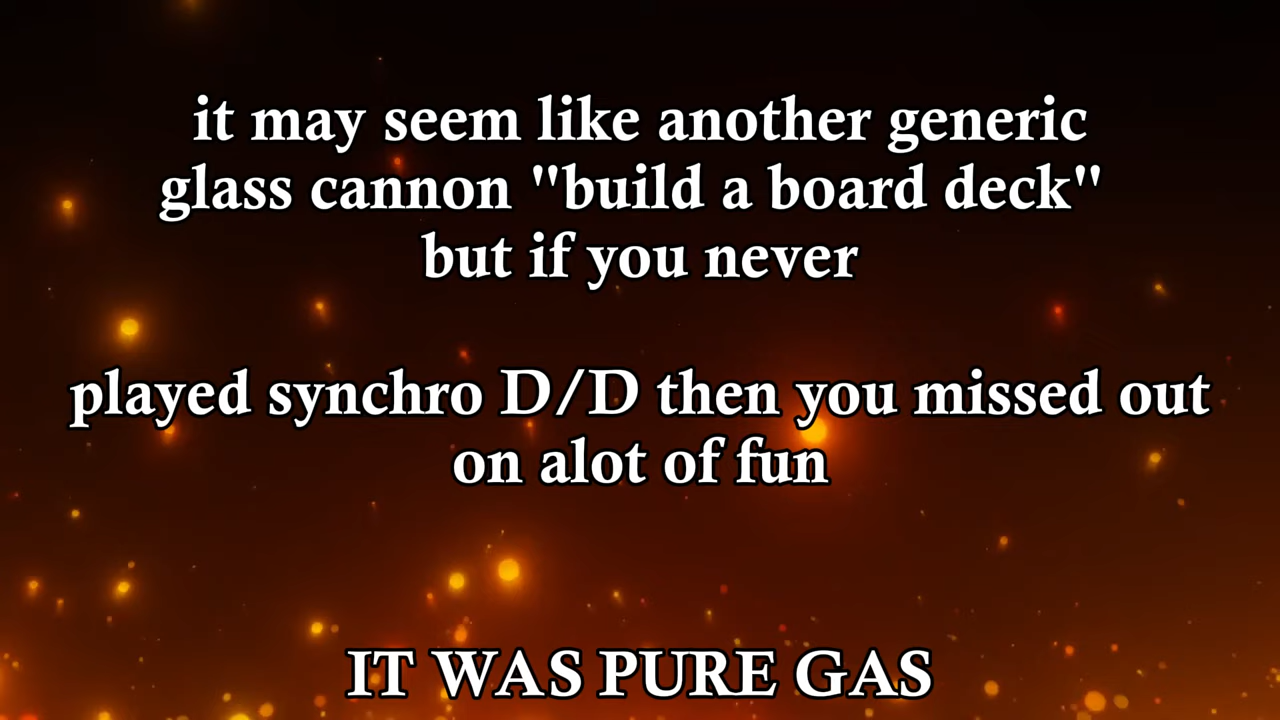 it may seem like another generic
glass cannon "build a board deck"
but if you never
played synchro D/D then you missed out
on alot of fun
IT WAS PURE GAS